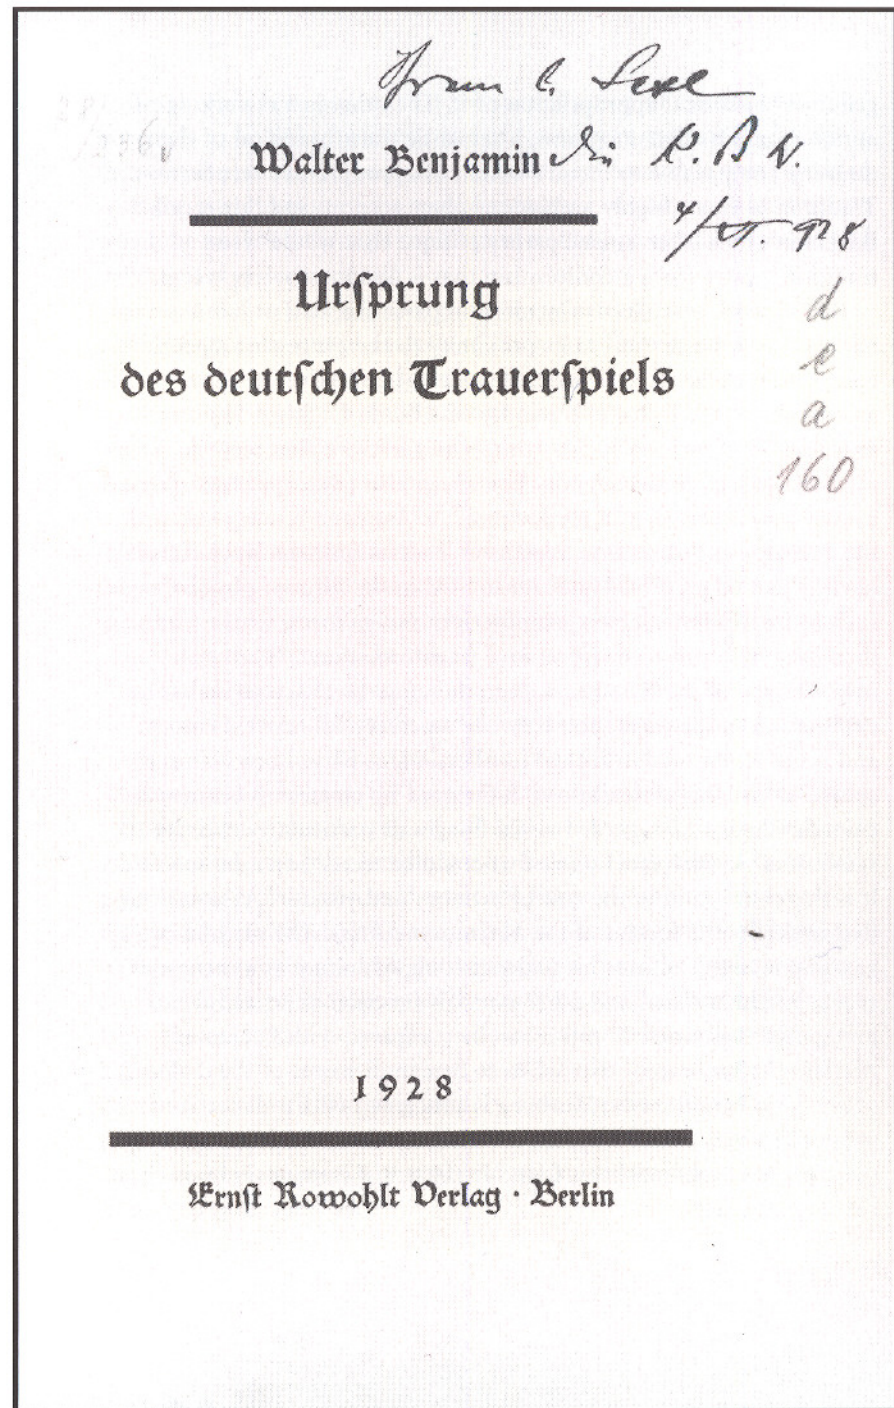 Walter Benjamin
Urſprung
des deutſchen Trauerſpiels
d
e
a
160
1928
Ernſt Rowohlt Verlag · Berlin